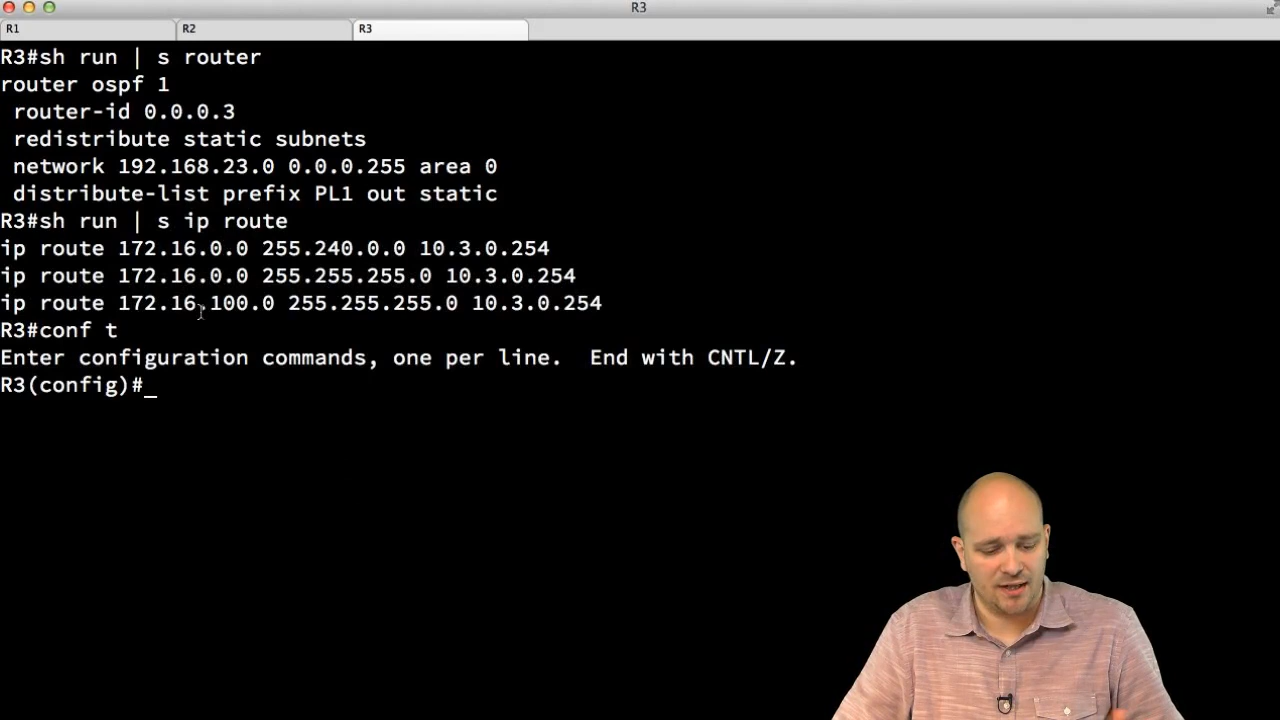 R3
R1
R2
R3
R3#sh run | s router
router ospf 1
 router-id 0.0.0.3
 redistribute static subnets
 network 192.168.23.0 0.0.0.255 area 0
 distribute-list prefix PL1 out static
R3#sh run | s ip route
ip route 172.16.0.0 255.240.0.0 10.3.0.254
ip route 172.16.0.0 255.255.255.0 10.3.0.254
ip route 172.16.100.0 255.255.255.0 10.3.0.254
R3#conf t
Enter configuration commands, one per line.  End with CNTL/Z.
R3(config)#_